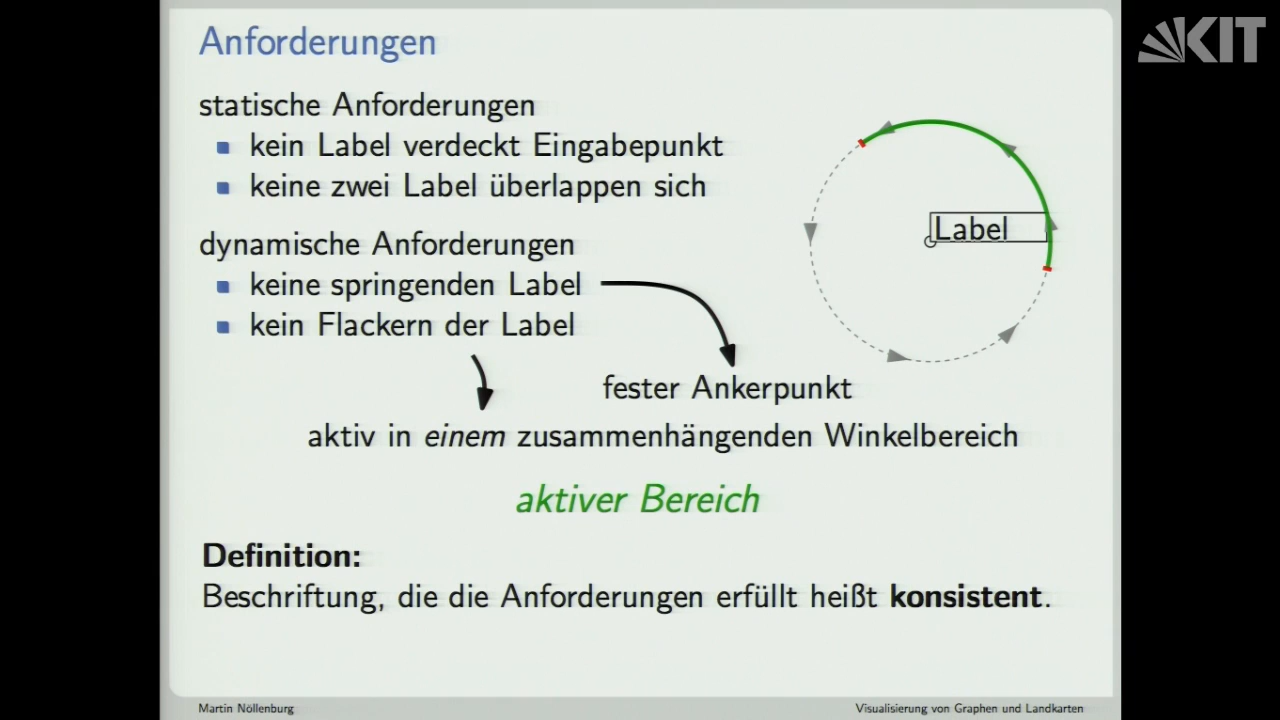 Anforderungen
KIT
statische Anforderungen
kein Label verdeckt Eingabepunkt
keine zwei Label überlappen sich
Label
dynamische Anforderungen
keine springenden Label
kein Flackern der Label
fester Ankerpunkt
aktiv in einem zusammenhängenden Winkelbereich
aktiver Bereich
Definition:
Beschriftung, die die Anforderungen erfüllt heißt konsistent.
Martin Nöllenburg
Visualisierung von Graphen und Landkarten